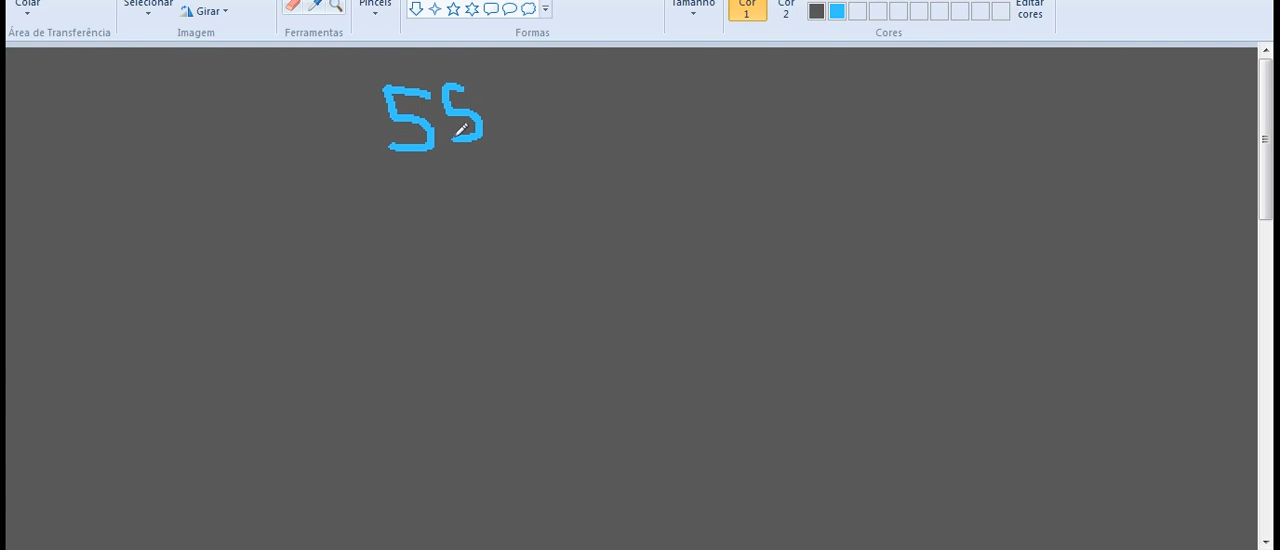 Colar
Selecionar
Girar
Pincéis
Tamanho
Cor
1
Cor
2
Editar
cores
Área de Transferência
Imagem
Ferramentas
Formas
Cores
55